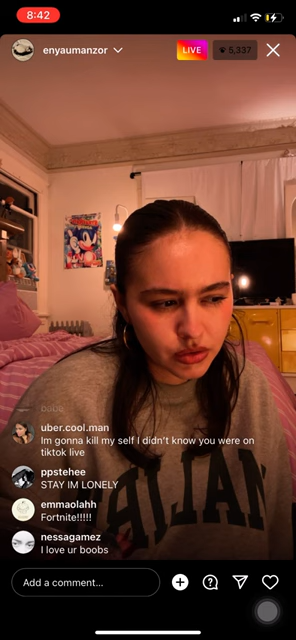 8:42
enyaumanzor
LIVE
5,337
babe
uber.cool.man
Im gonna kill my self I didn't know you were on
tiktok live
ppstehee
STAY IM LONELY
emmaolahh
Fortnite!!!!!
nessagamez
I love ur boobs
Add a comment...